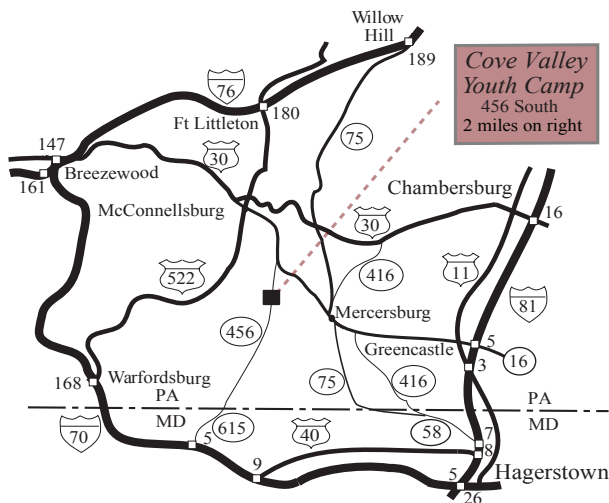 Willow
Hill
189
Cove Valley
Youth Camp
456 South
2 miles on right
76
180
Ft Littleton
75
147
30
161
Breezewood
Chambersburg
McConnellsburg
16
30
522
416
11
81
Mercersburg
456
Greencastle
5
16
3
168
Warfordsburg
75
416
PA
MD
PA
MD
70
615
5
40
58
7
8
9
5
Hagerstown
26